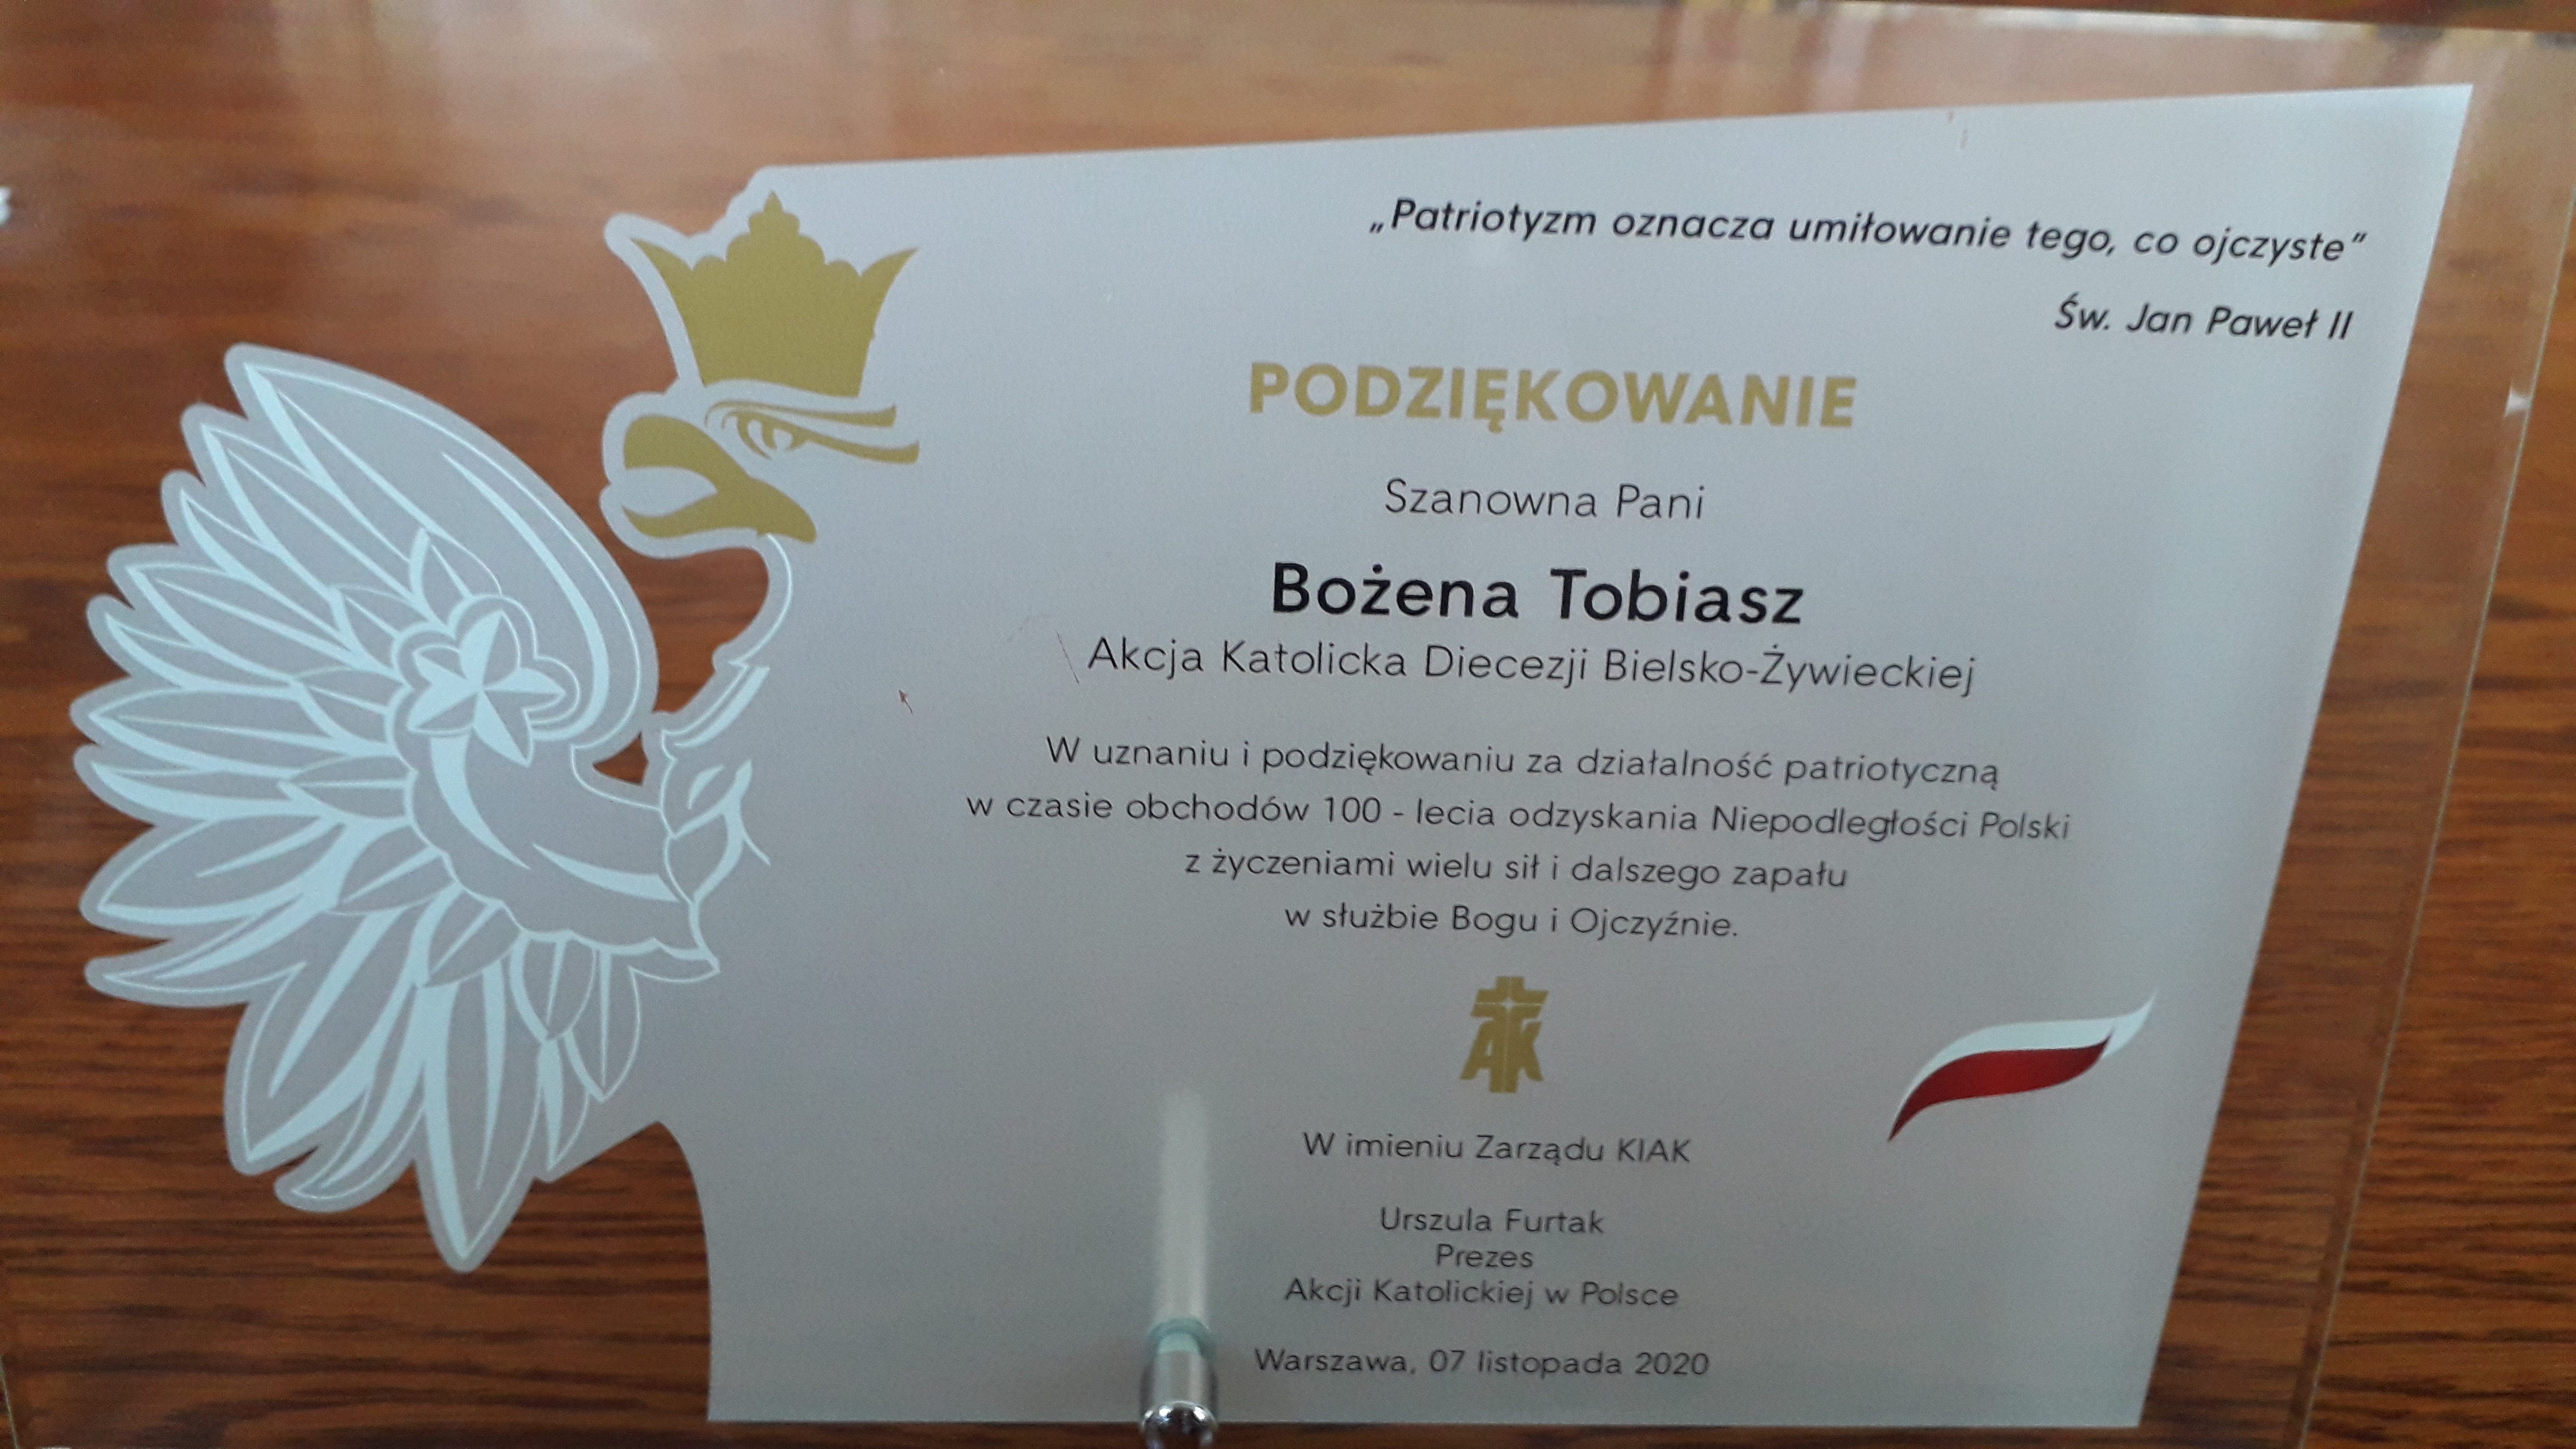 „Patriotyzm oznacza umiłowanie tego, co ojczyste”
Św. Jan Paweł II
PODZIĘKOWANIE
Szanowna Pani
Bożena Tobiasz
Akcja Katolicka Diecezji Bielsko-Żywieckiej
W uznaniu i podziękowaniu za działalność patriotyczną
w czasie obchodów 100 - lecia odzyskania Niepodległości Polski
z życzeniami wielu sił i dalszego zapału
w służbie Bogu i Ojczyźnie.
AK
W imieniu Zarządu KIAK
Urszula Furtak
Prezes
Akcji Katolickiej w Polsce
Warszawa, 07 listopada 2020